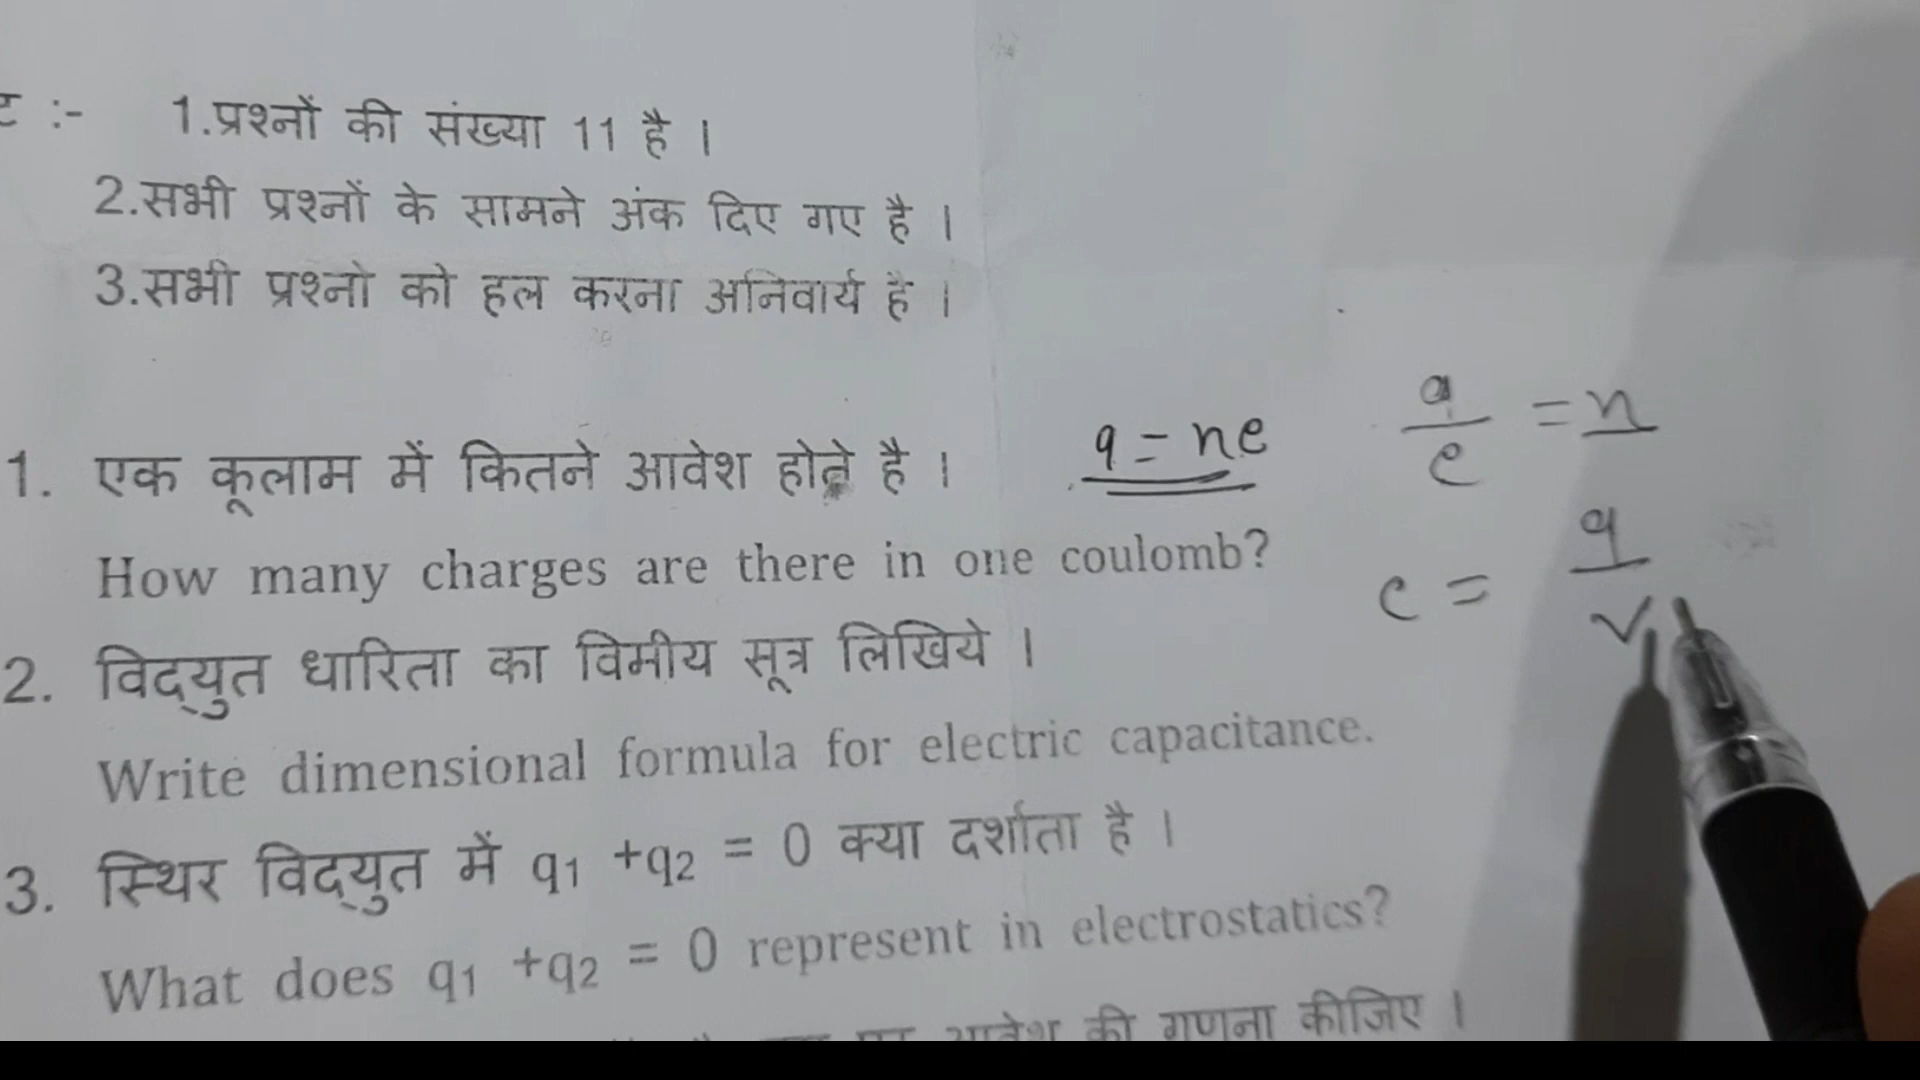 :- 1.प्रश्नों की संख्या 11 है ।
2.सभी प्रश्नों के सामने अंक दिए गए है ।
3.सभी प्रश्नो को हल करना अनिवार्य है ।
1. एक कूलाम में कितने आवेश होते है । q = ne q/e = n
How many charges are there in one coulomb?
c = q/v
2. विद्युत धारिता का विमीय सूत्र लिखिये ।
Write dimensional formula for electric capacitance.
3. स्थिर विद्युत में q1 +q2 = 0 क्या दर्शाता है ।
What does q1 +q2 = 0 represent in electrostatics?
पर आवेश की गणना कीजिए ।